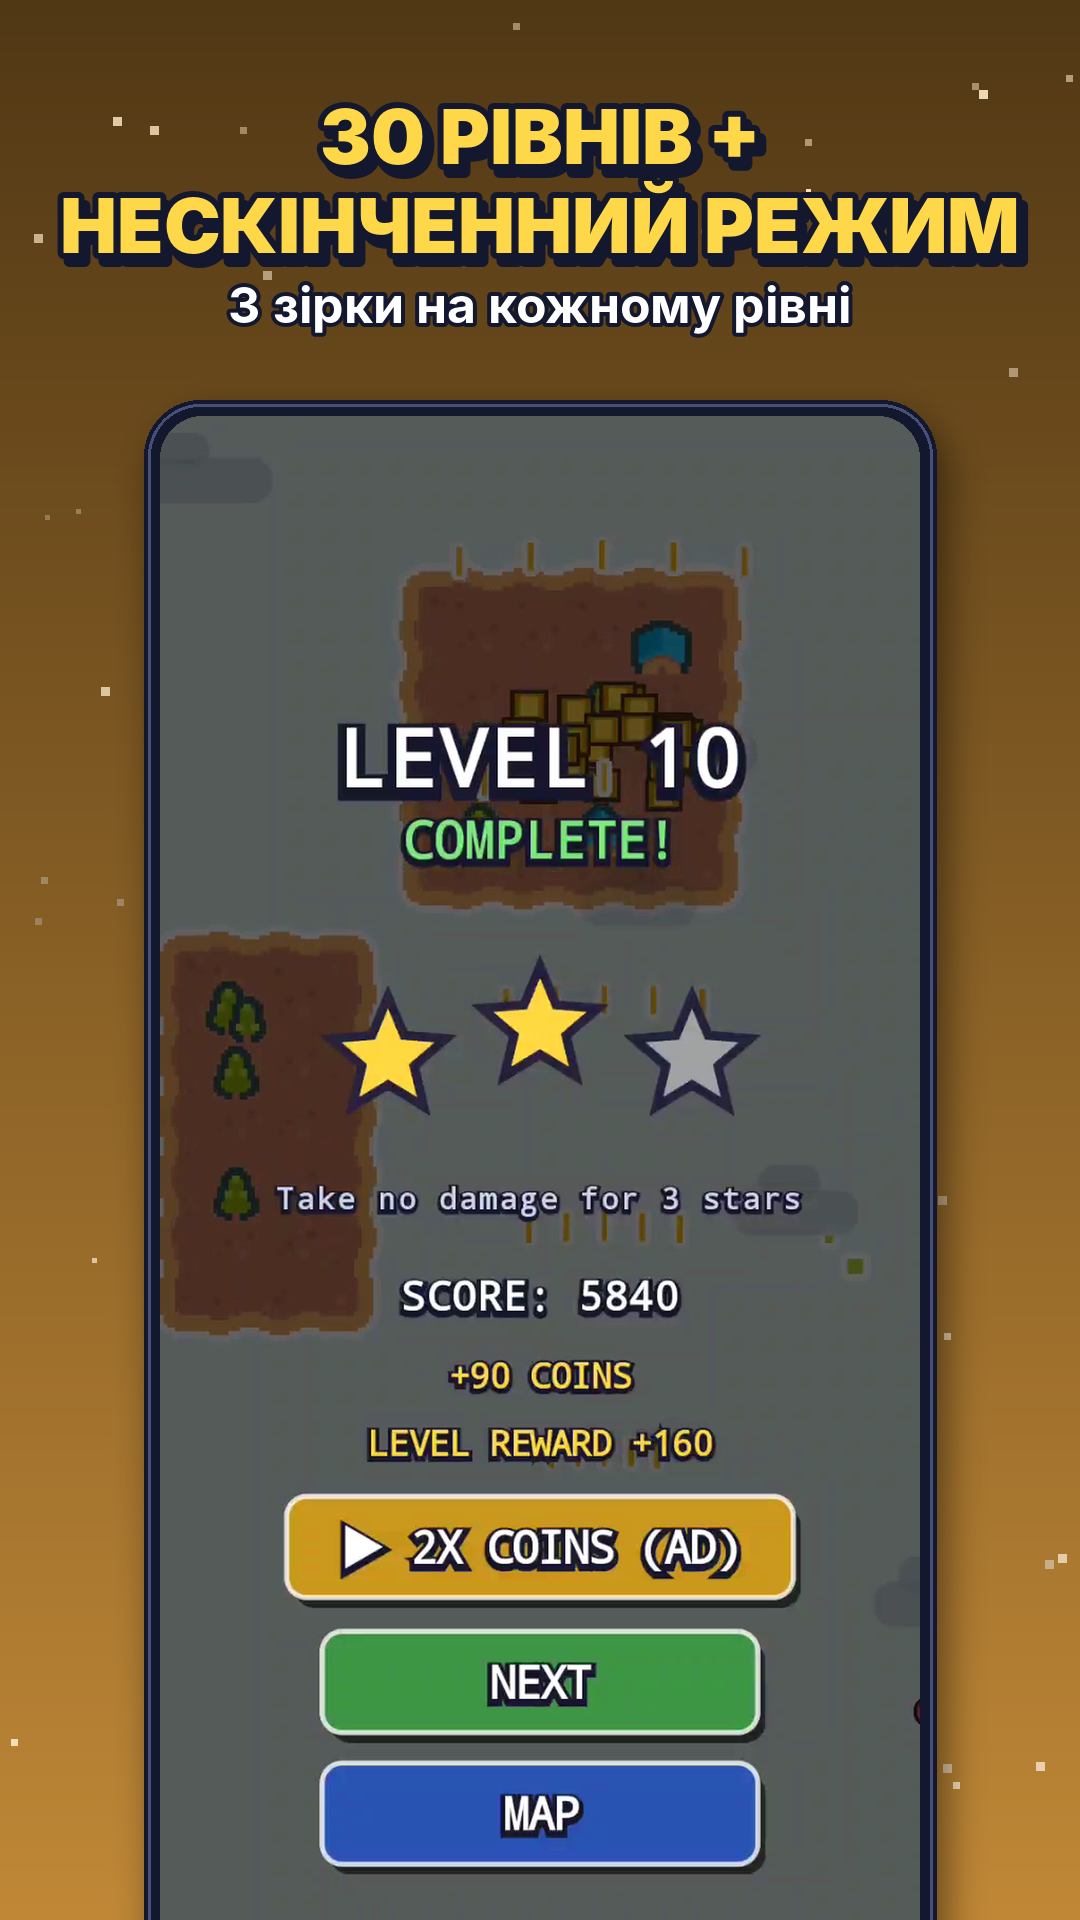 30 РІВНІВ +
НЕСКІНЧЕННИЙ РЕЖИМ
3 зірки на кожному рівні
LEVEL 10
COMPLETE!
Take no damage for 3 stars
SCORE: 5840
+90 COINS
LEVEL REWARD +160
2X COINS (AD)
NEXT
MAP